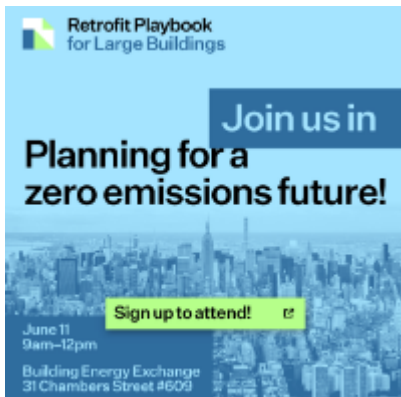 Retrofit Playbook
for Large Buildings
Join us in
Planning for a
zero emissions future!
Sign up to attend!
June 11
9am–12pm
Building Energy Exchange
31 Chambers Street #609